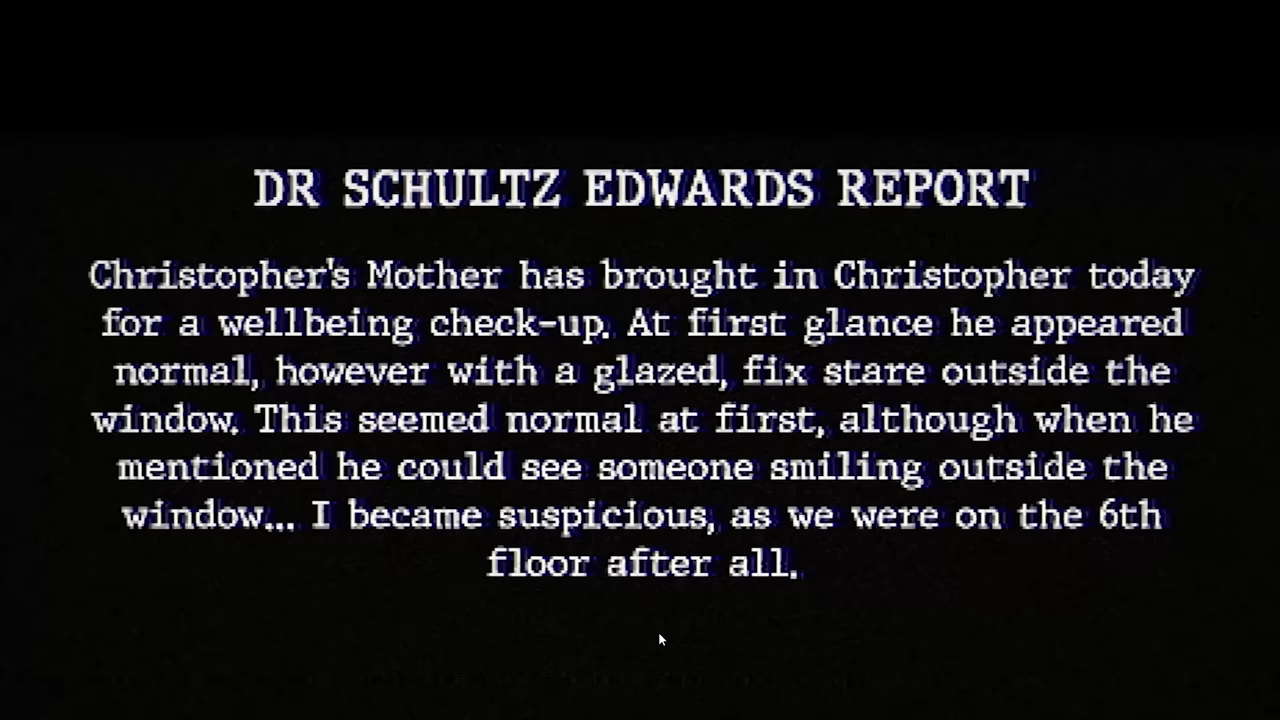 DR SCHULTZ EDWARDS REPORT
Christopher's Mother has brought in Christopher today
for a wellbeing check-up. At first glance he appeared
normal, however with a glazed, fix stare outside the
window. This seemed normal at first, although when he
mentioned he could see someone smiling outside the
window... I became suspicious, as we were on the 6th
floor after all.